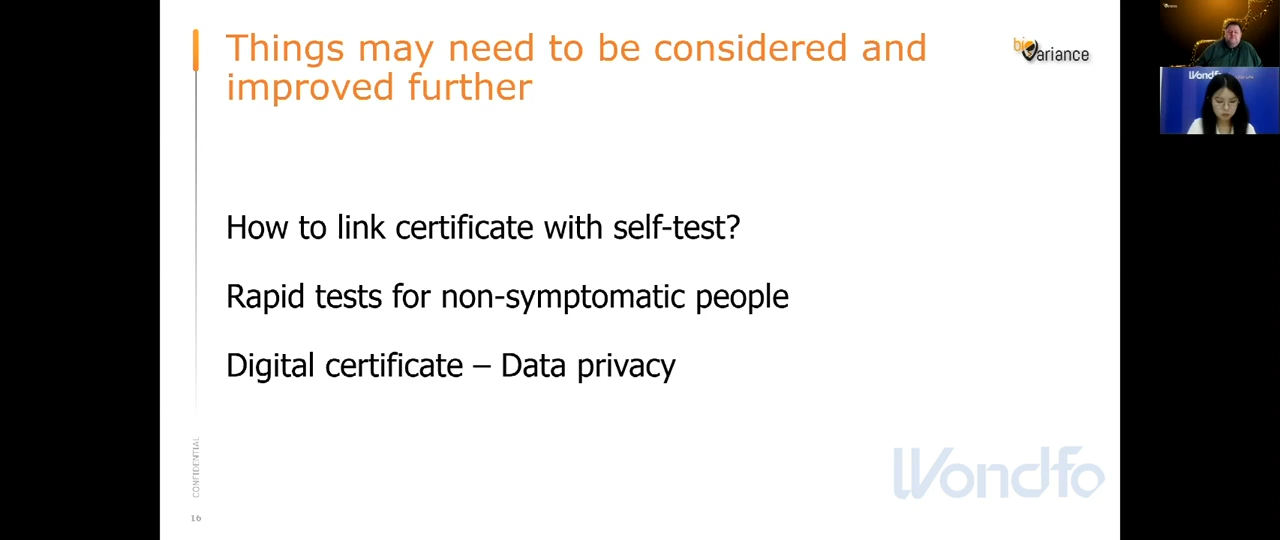 Things may need to be considered and
improved further
biovariance
How to link certificate with self-test?
Rapid tests for non-symptomatic people
Digital certificate – Data privacy
CONFIDENTIAL
16
Wondfo
Wondfo